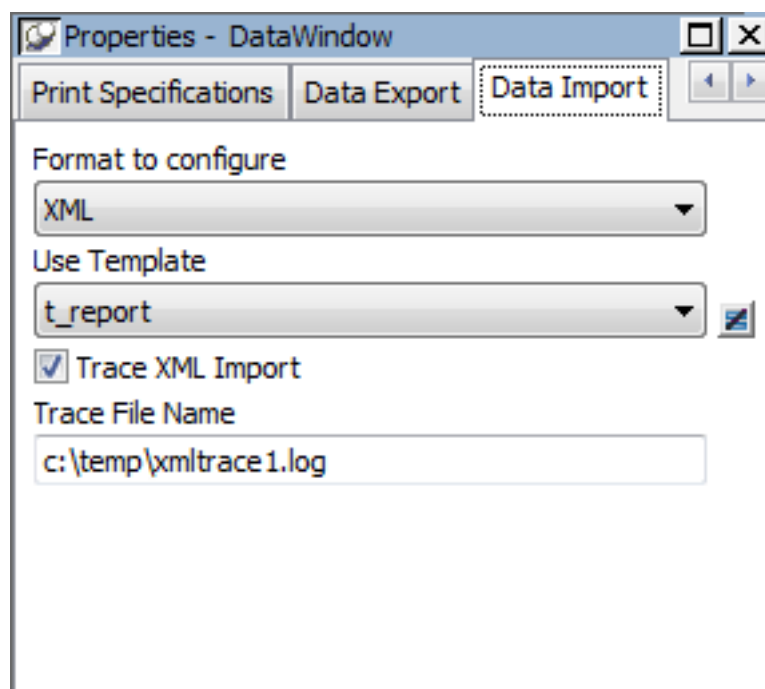 Properties - DataWindow
Print Specifications Data Export Data Import
Format to configure
XML
Use Template
t_report
Trace XML Import
Trace File Name
c:\temp\xmltrace1.log